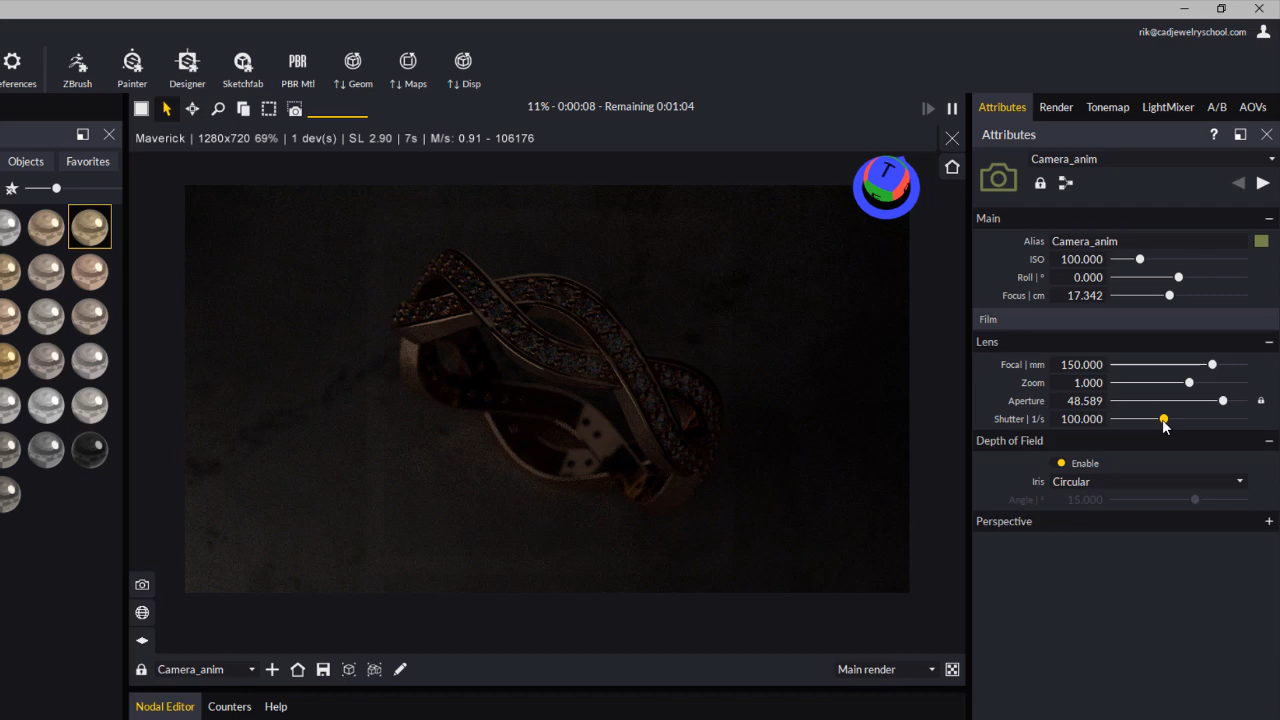 rik@cadjewelryschool.com
eferences
ZBrush
Painter
Designer
Sketchfab
PBR
PBR Mtl
↑↓ Geom
↑↓ Maps
↑↓ Disp
11% - 0:00:08 - Remaining 0:01:04
Attributes Render Tonemap LightMixer A/B AOVs
Attributes ?
Maverick | 1280x720 69% | 1 dev(s) | SL 2.90 | 7s | M/s: 0.91 - 106176
Objects Favorites
T
Camera_anim
Main
Alias Camera_anim
ISO 100.000
Roll | ° 0.000
Focus | cm 17.342
Film
Lens
Focal | mm 150.000
Zoom 1.000
Aperture 48.589
Shutter | 1/s 100.000
Depth of Field
Enable
Iris Circular
Angle | ° 15.000
Perspective
Camera_anim
Main render
Nodal Editor Counters Help